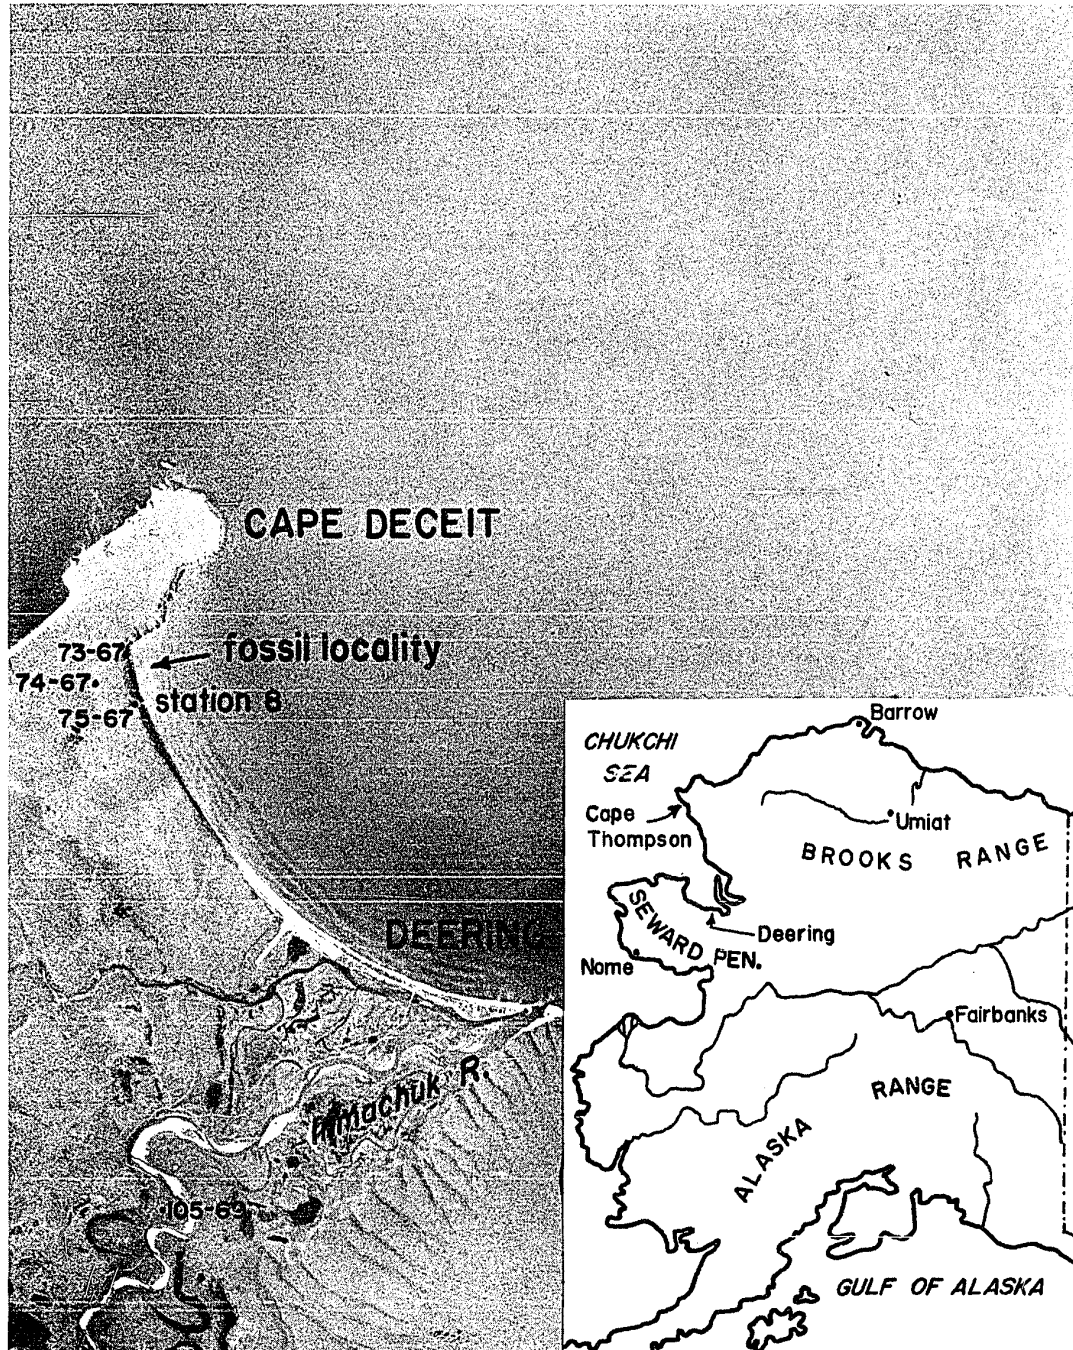 CAPE DECEIT
73-67
fossil locality
74-67
station 8
75-67
DEERING
Inmachuk R.
105-69
Barrow
CHUKCHI
SEA
Cape
Thompson
Umiat
BROOKS RANGE
SEWARD PEN.
Deering
Nome
Fairbanks
ALASKA RANGE
GULF OF ALASKA